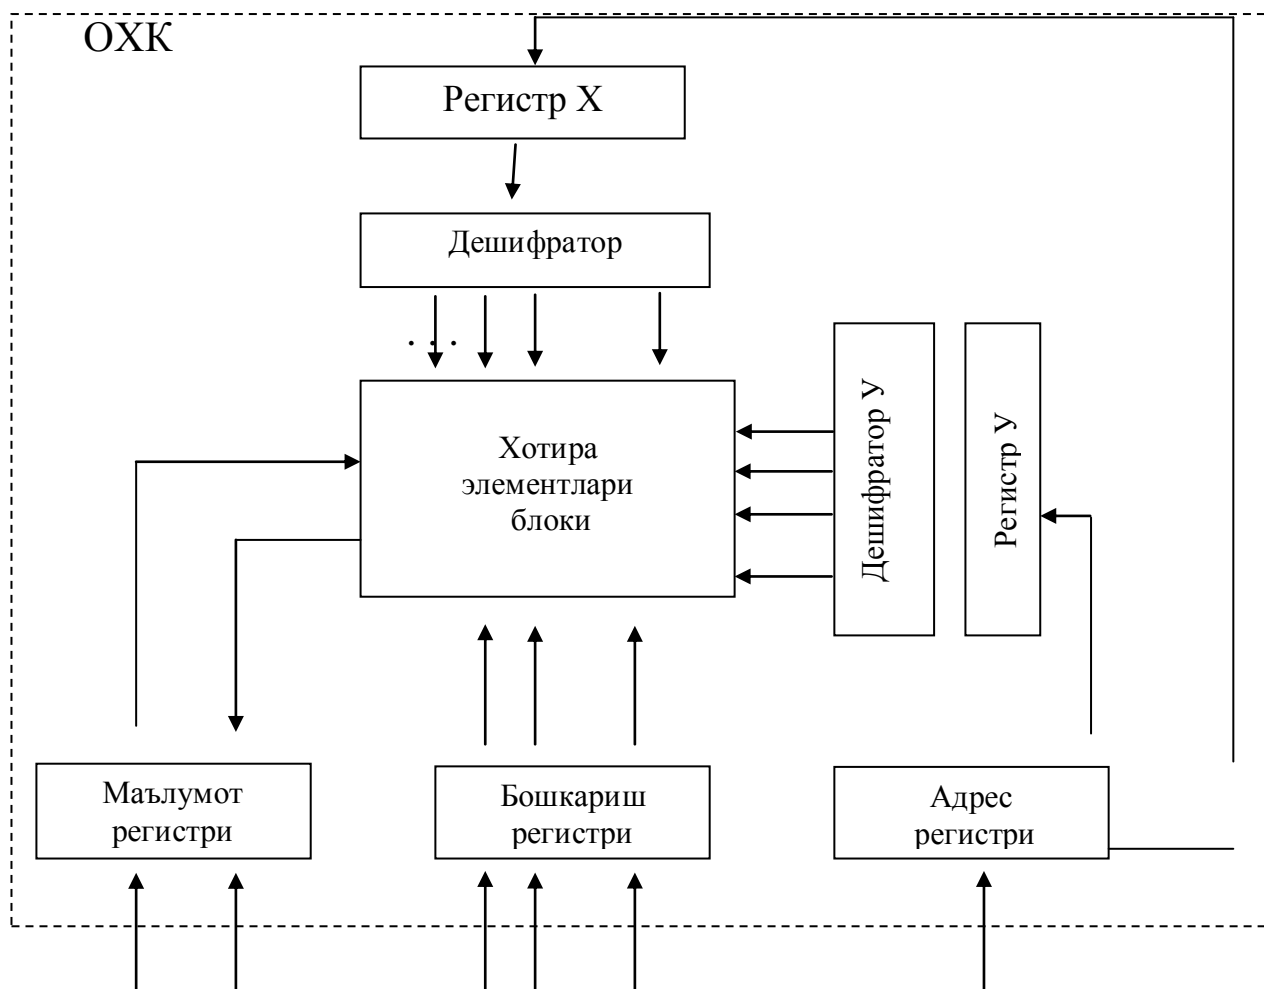 ОХК
Регистр Х
Дешифратор
. . .
Хотира
элементлари
блоки
Дешифратор У
Регистр У
Маълумот
регистри
Бошкариш
регистри
Адрес
регистри